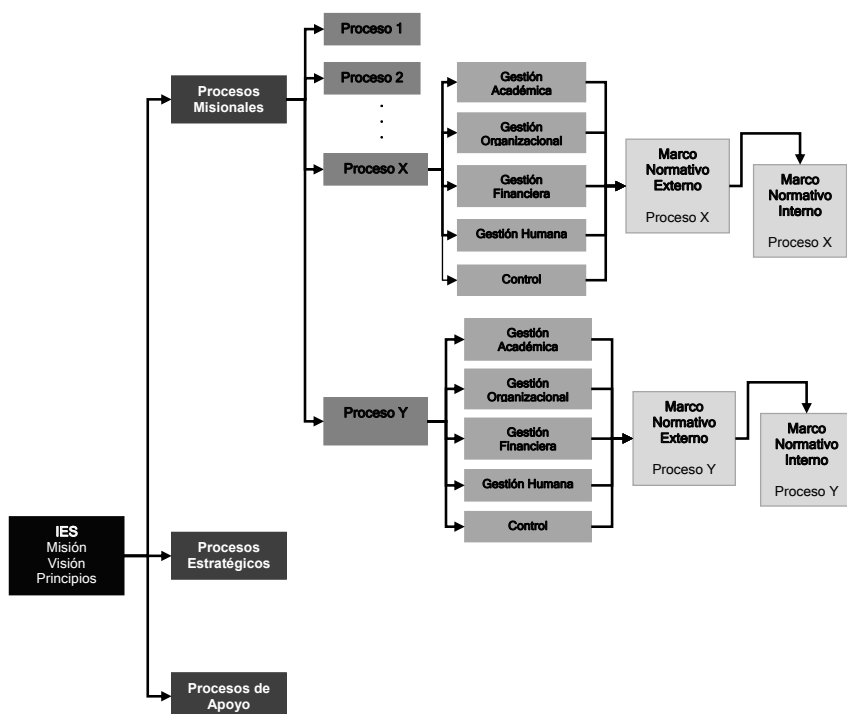 Proceso 1
Proceso 2
Procesos
Misionales
Proceso X
Gestión
Académica
Gestión
Organizacional
Gestión
Financiera
Gestión Humana
Control
Marco
Normativo
Externo
Proceso X
Marco
Normativo
Interno
Proceso X
Proceso Y
Gestión
Académica
Gestión
Organizacional
Gestión
Financiera
Gestión Humana
Control
Marco
Normativo
Externo
Proceso Y
Marco
Normativo
Interno
Proceso Y
IES
Misión
Visión
Principios
Procesos
Estratégicos
Procesos de
Apoyo